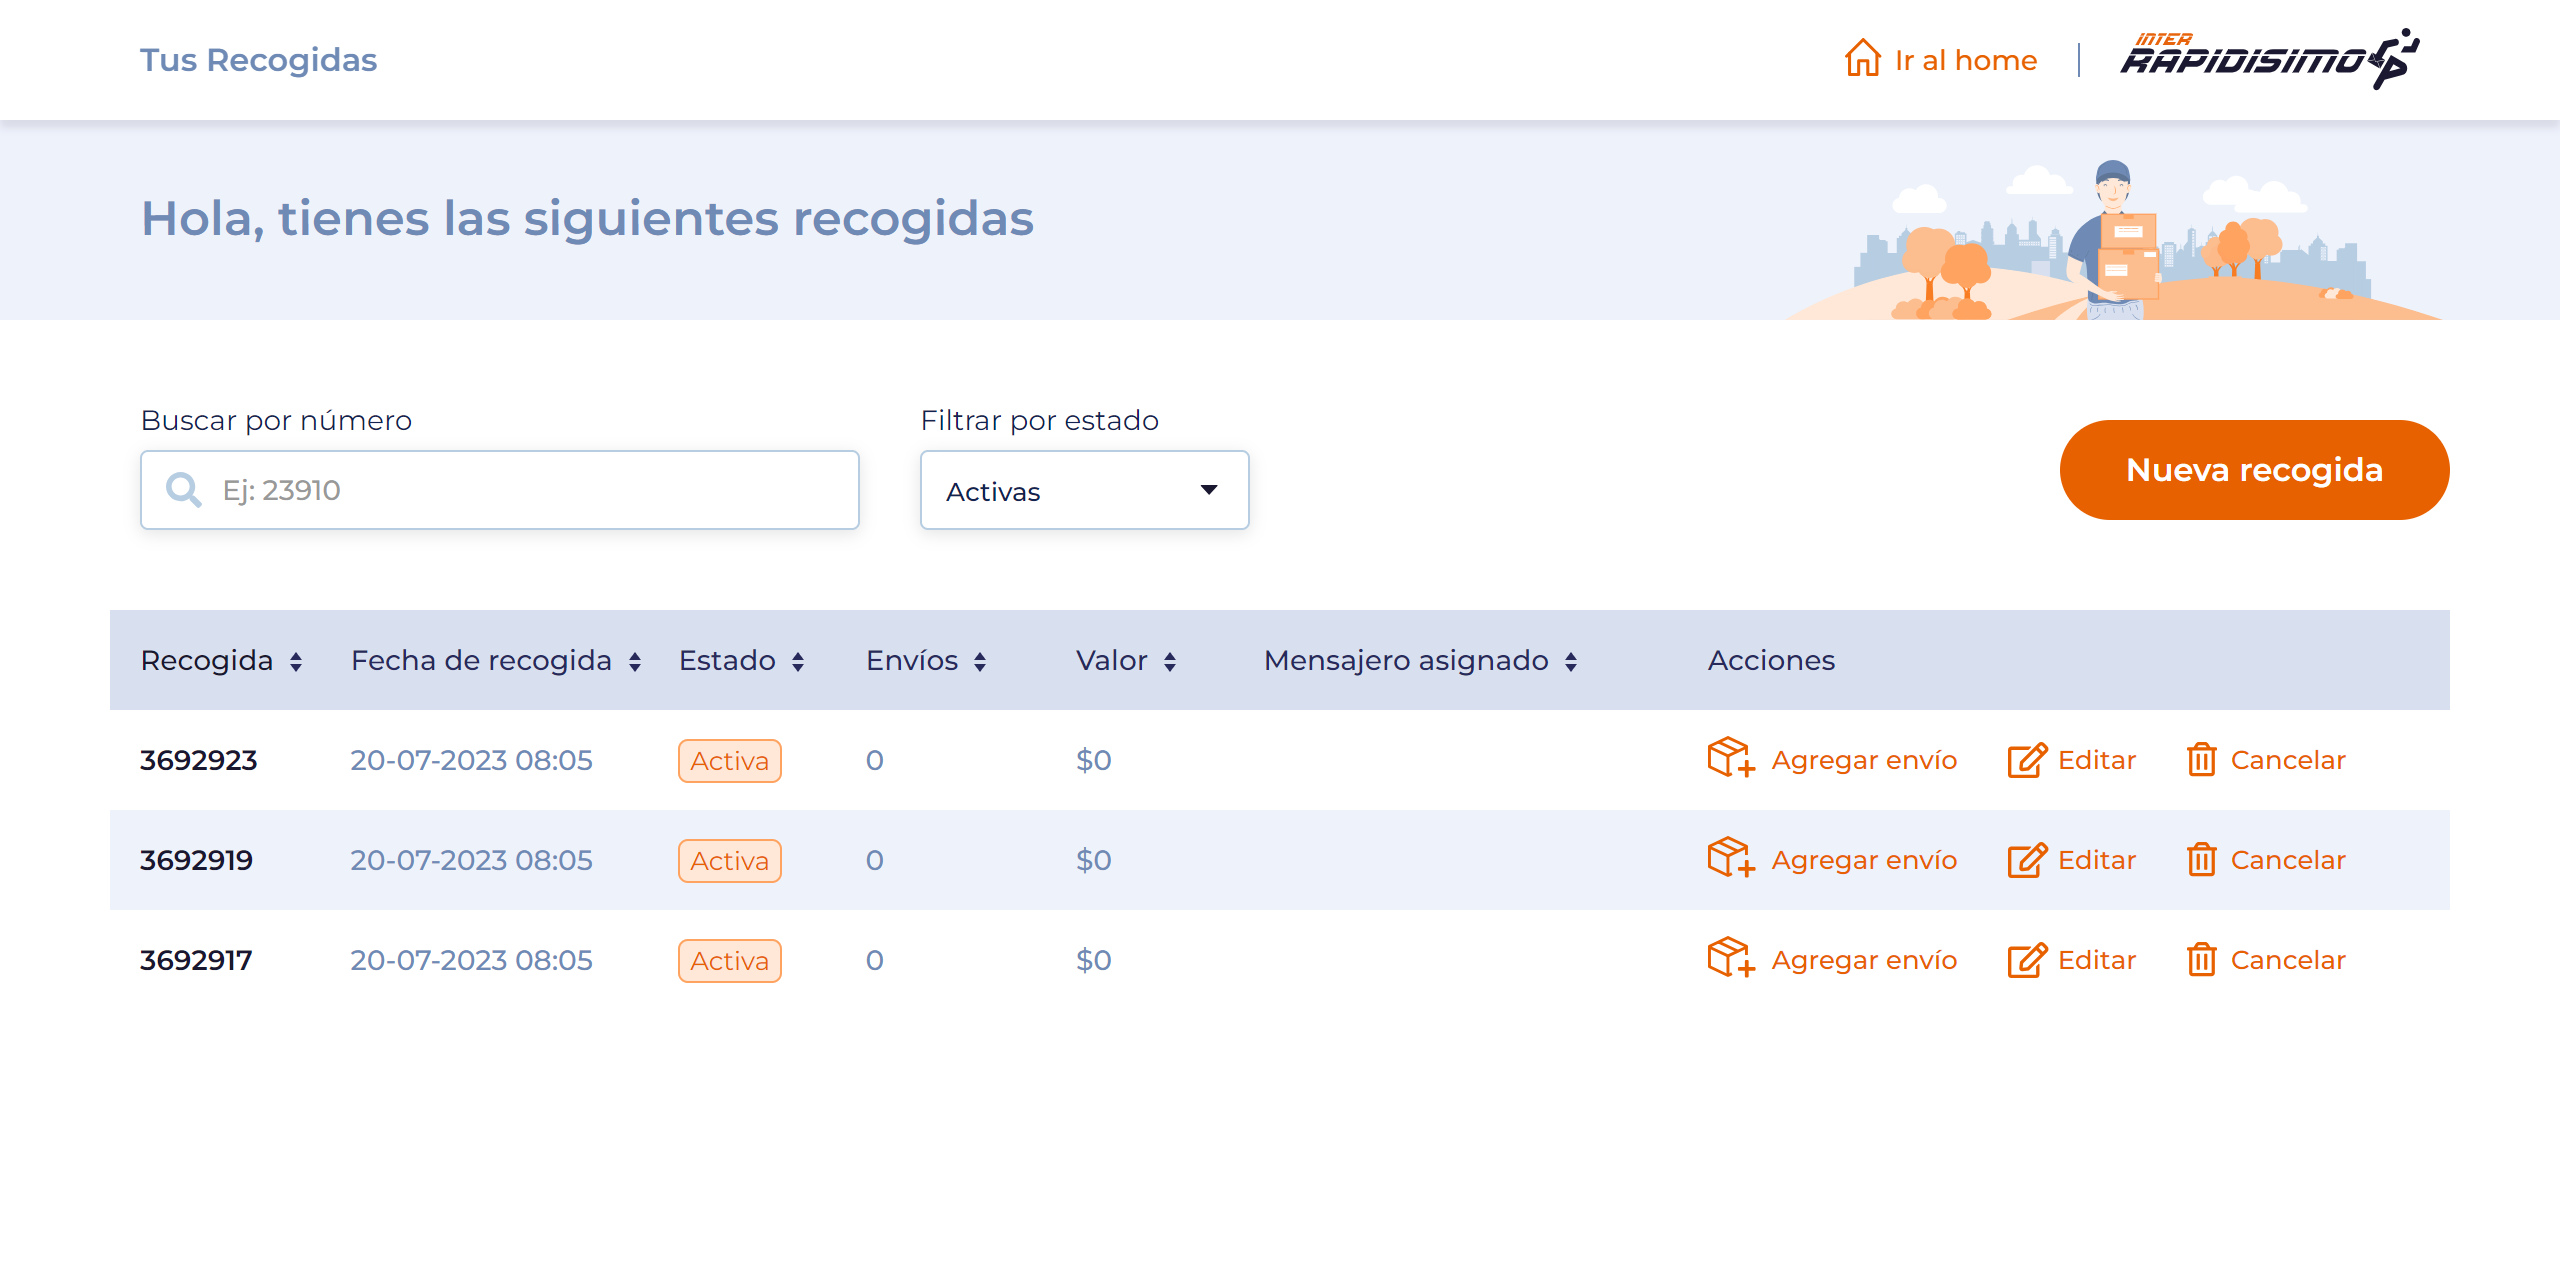 Tus Recogidas
Ir al home
INTER
RAPIDISIMO
Hola, tienes las siguientes recogidas
Buscar por número
Filtrar por estado
Ej: 23910
Activas
Nueva recogida
Recogida Fecha de recogida Estado Envíos Valor Mensajero asignado Acciones
3692923 20-07-2023 08:05 Activa 0 $0 Agregar envío Editar Cancelar
3692919 20-07-2023 08:05 Activa 0 $0 Agregar envío Editar Cancelar
3692917 20-07-2023 08:05 Activa 0 $0 Agregar envío Editar Cancelar